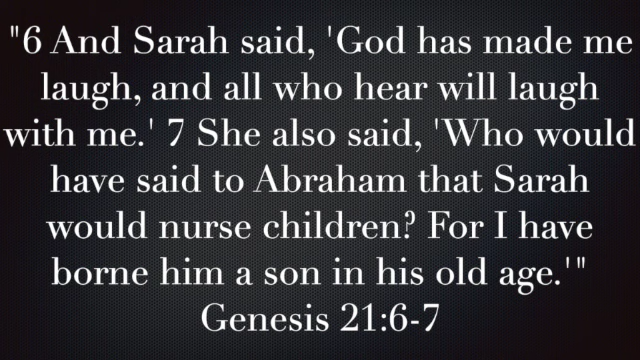 "6 And Sarah said, 'God has made me
laugh, and all who hear will laugh
with me.' 7 She also said, 'Who would
have said to Abraham that Sarah
would nurse children? For I have
borne him a son in his old age.'"
Genesis 21:6-7